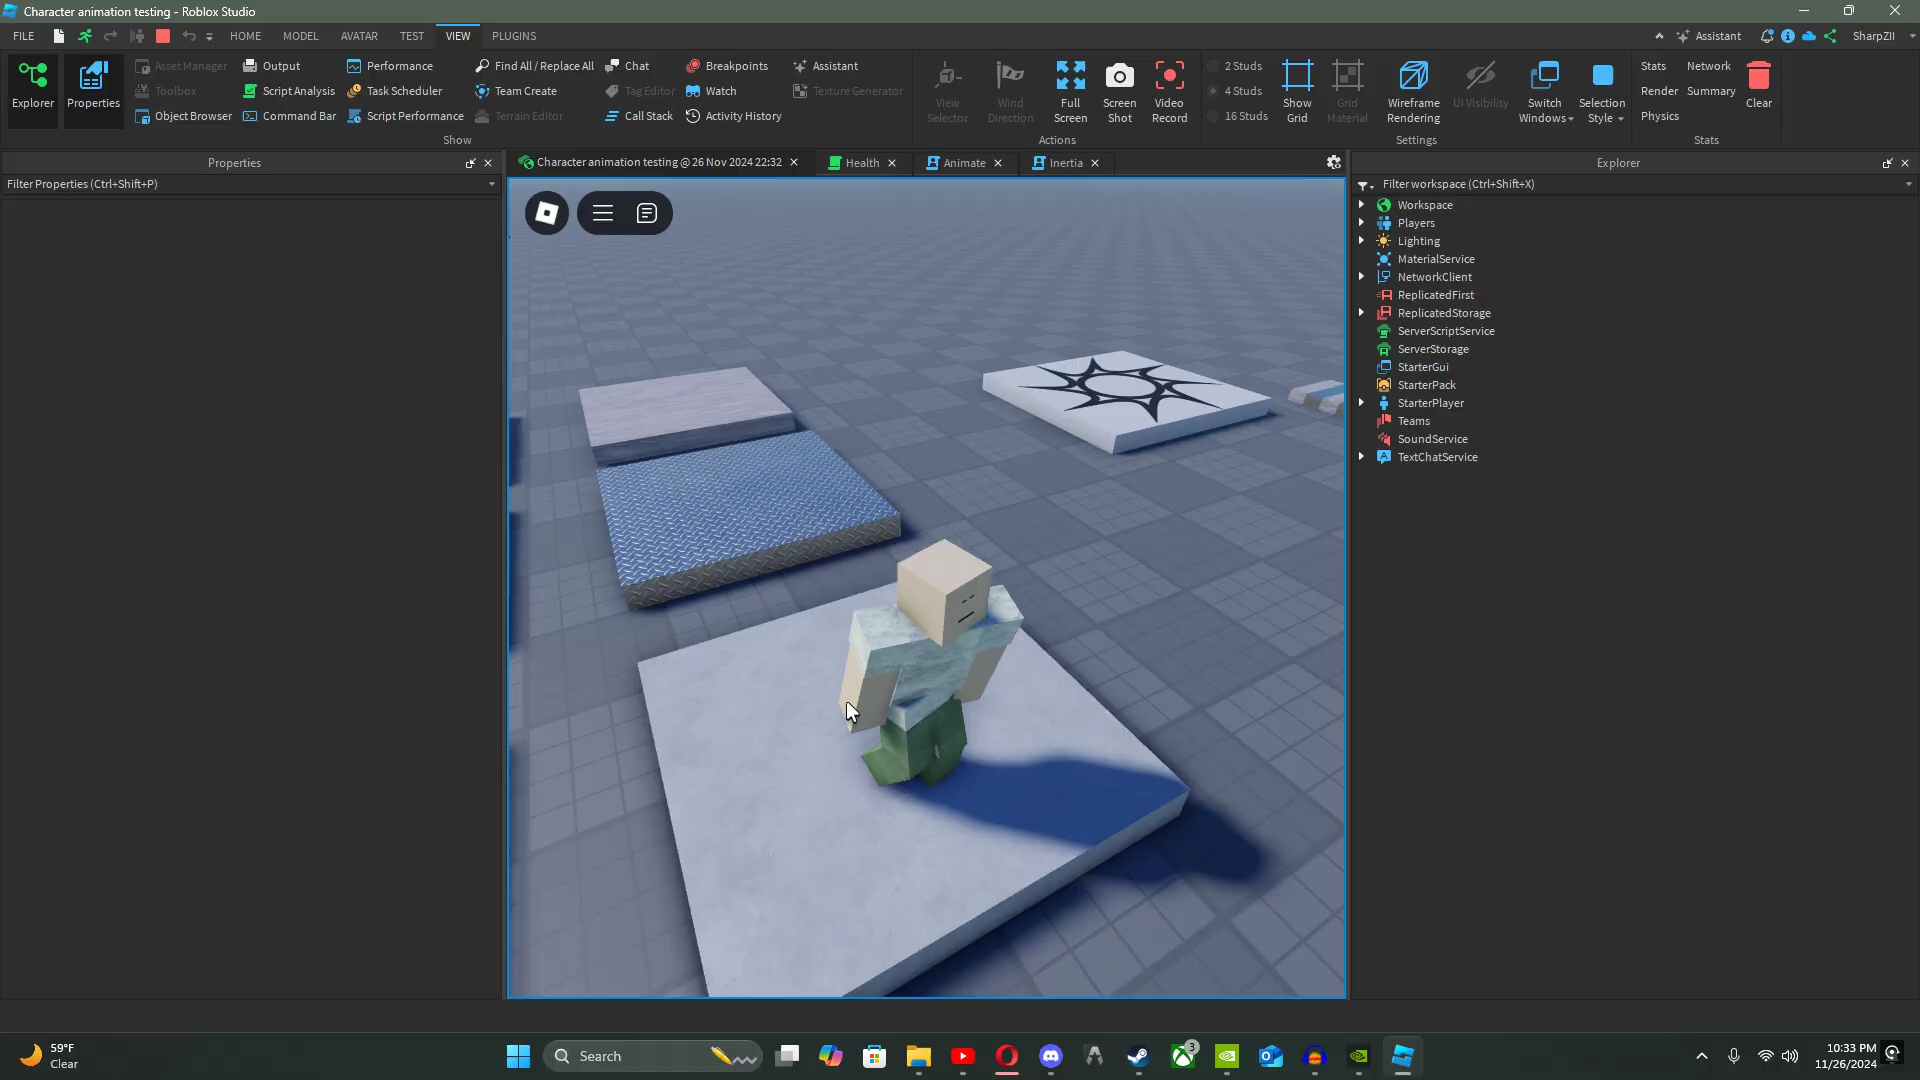 Character animation testing - Roblox Studio
FILE HOME MODEL AVATAR TEST VIEW PLUGINS Assistant SharpZII
Explorer
Properties
Asset Manager
Toolbox
Object Browser
Output
Script Analysis
Command Bar
Performance
Task Scheduler
Script Performance
Find All / Replace All
Team Create
Terrain Editor
Chat
Tag Editor
Call Stack
Breakpoints
Watch
Activity History
Assistant
Texture Generator
Show
View
Selector
Wind
Direction
Full
Screen
Screen
Shot
Video
Record
Actions
2 Studs
4 Studs
16 Studs
Show
Grid
Grid
Material
Wireframe
Rendering
UI Visibility
Switch
Windows
Selection
Style
Settings
Stats
Render
Physics
Network
Summary
Clear
Stats
Properties
Filter Properties (Ctrl+Shift+P)
Character animation testing @ 26 Nov 2024 22:32
Health
Animate
Inertia
Explorer
Filter workspace (Ctrl+Shift+X)
Workspace
Players
Lighting
MaterialService
NetworkClient
ReplicatedFirst
ReplicatedStorage
ServerScriptService
ServerStorage
StarterGui
StarterPack
StarterPlayer
Teams
SoundService
TextChatService
59°F
Clear
Search
3
10:33 PM
11/26/2024